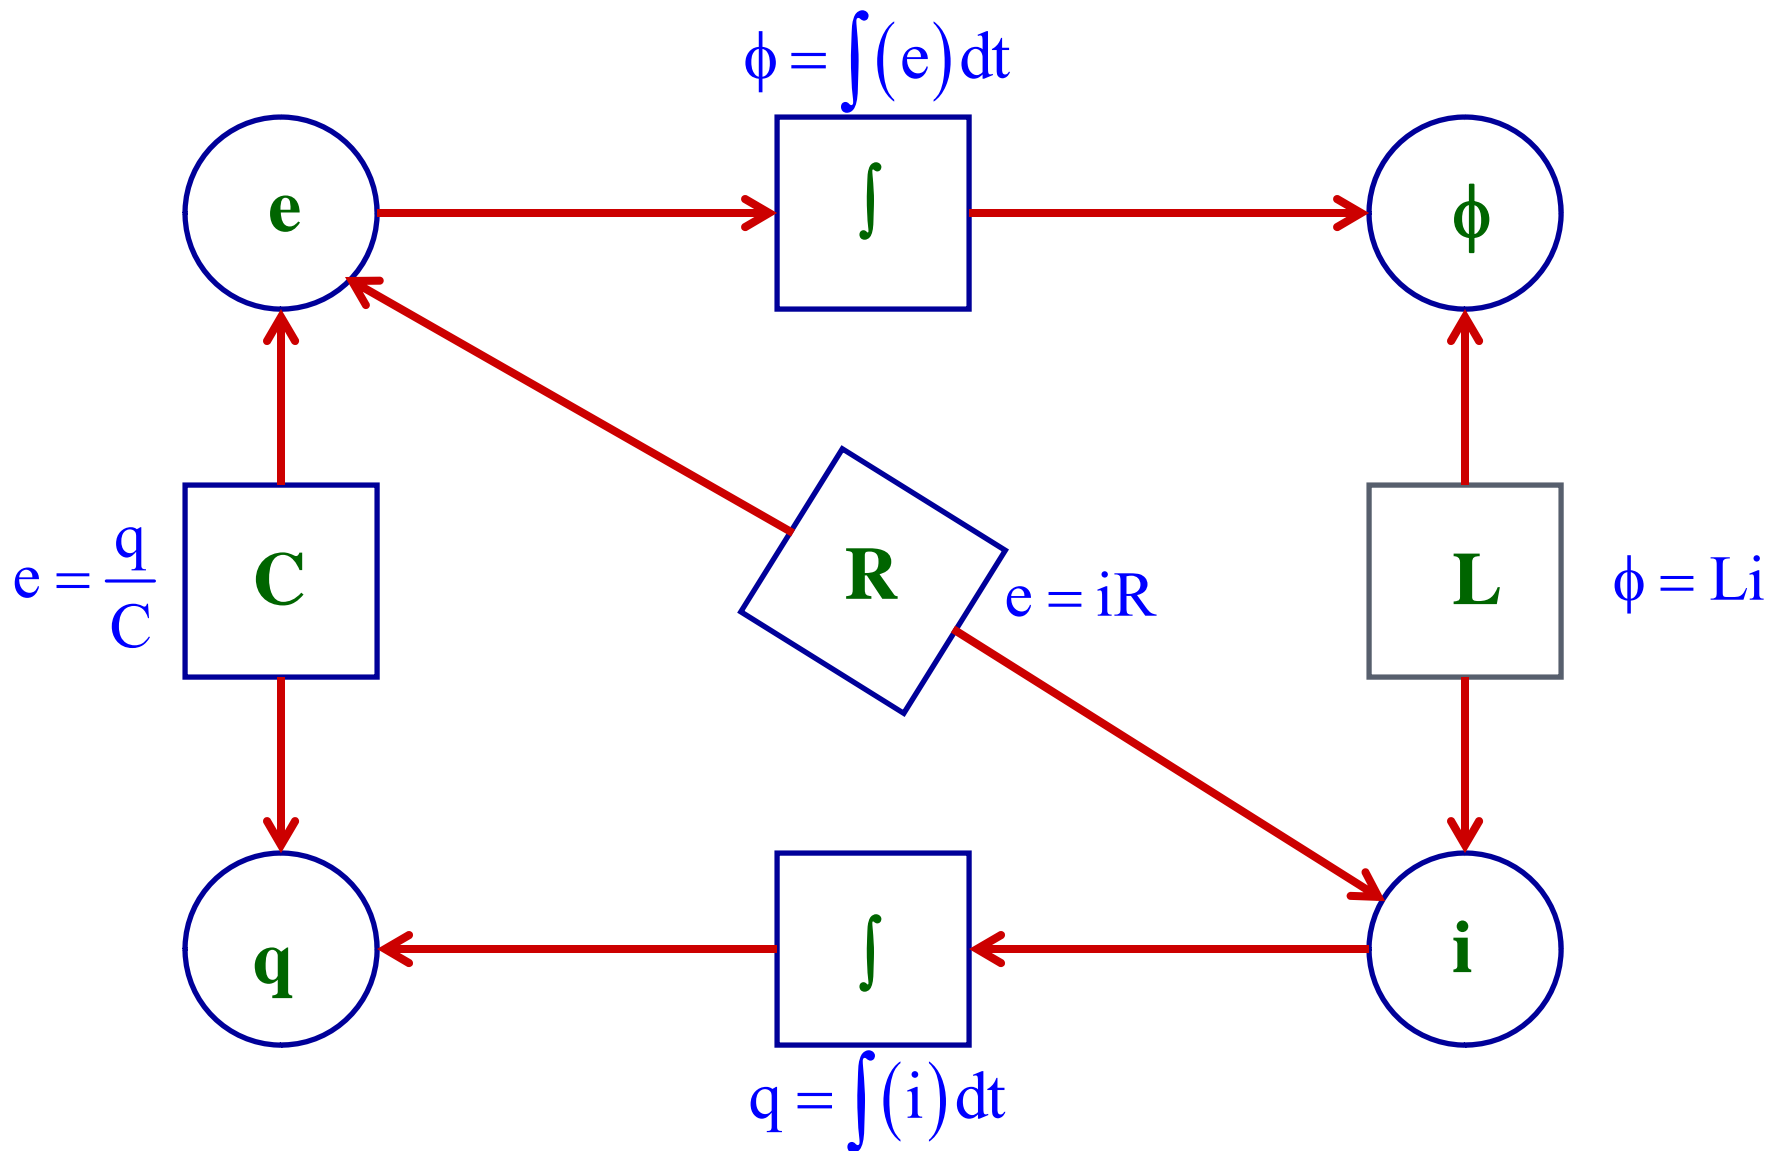 ϕ = ∫(e)dt
e
∫
ϕ
e = q/C
C
R
e = iR
L
ϕ = Li
q
∫
i
q = ∫(i)dt